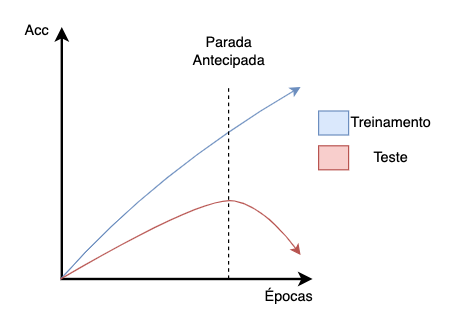 Acc
Parada
Antecipada
Treinamento
Teste
Épocas